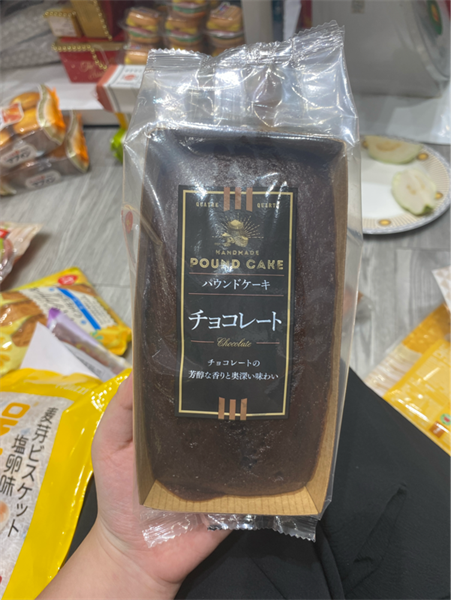 QUATRE QUARTS
HANDMADE
POUND CAKE
パウンドケーキ
チョコレート
Chocolate
チョコレートの
芳醇な香りと奥深い味わい
麦芽ビスケット
塩卵味